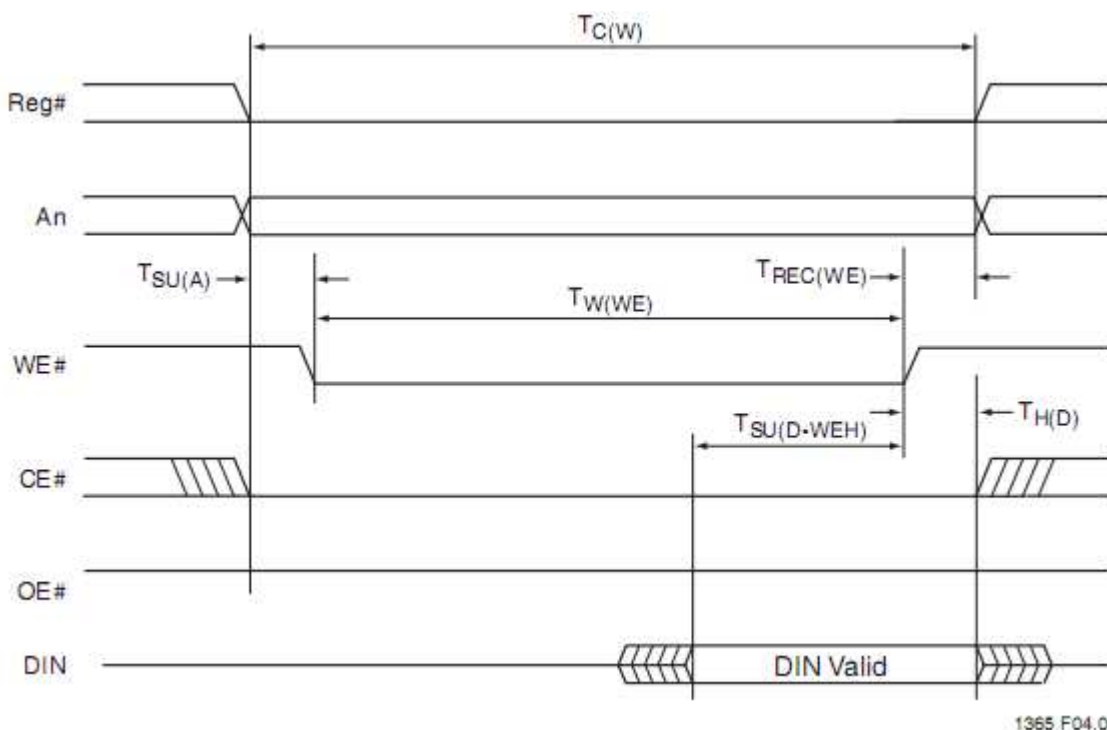 TC(W)
Reg#
An
TSU(A)
TREC(WE)
TW(WE)
WE#
TSU(D-WEH)
TH(D)
CE#
OE#
DIN
DIN Valid
1365 F04.0